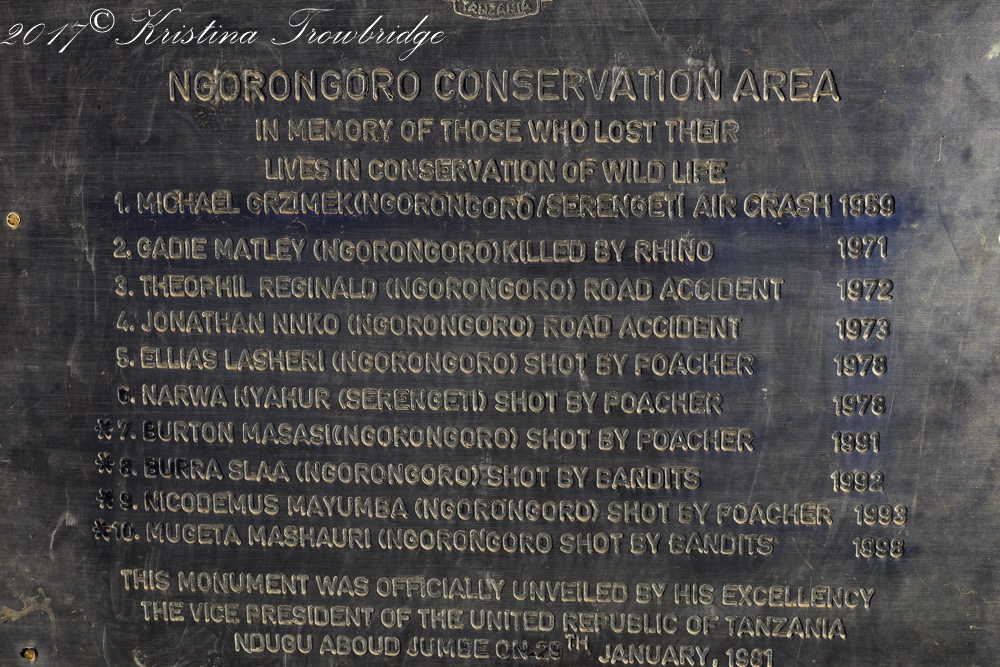 TANZANIA
2017© Kristina Trowbridge
NGORONGORO CONSERVATION AREA
IN MEMORY OF THOSE WHO LOST THEIR
LIVES IN CONSERVATION OF WILD LIFE
1. MICHAEL GRZIMEK(NGORONGORO/SERENGETI AIR CRASH 1959
2. GADIE MATLEY (NGORONGORO)KILLED BY RHINO 1971
3. THEOPHIL REGINALD (NGORONGORO) ROAD ACCIDENT 1972
4. JONATHAN NNKO (NGORONGORO) ROAD ACCIDENT 1973
5. ELLIAS LASHERI (NGORONGORO) SHOT BY POACHER 1978
6. NARWA NYAHUR (SERENGETI) SHOT BY POACHER 1978
*7. BURTON MASASI(NGORONGORO) SHOT BY POACHER 1991
*8. BURRA SLAA (NGORONGORO) SHOT BY BANDITS 1992
*9. NICODEMUS MAYUMBA (NGORONGORO) SHOT BY POACHER 1993
*10. MUGETA MASHAURI (NGORONGORO SHOT BY BANDITS 1998
THIS MONUMENT WAS OFFICIALLY UNVEILED BY HIS EXCELLENCY
THE VICE PRESIDENT OF THE UNITED REPUBLIC OF TANZANIA
NDUGU ABOUD JUMBE ON 29TH JANUARY, 1981